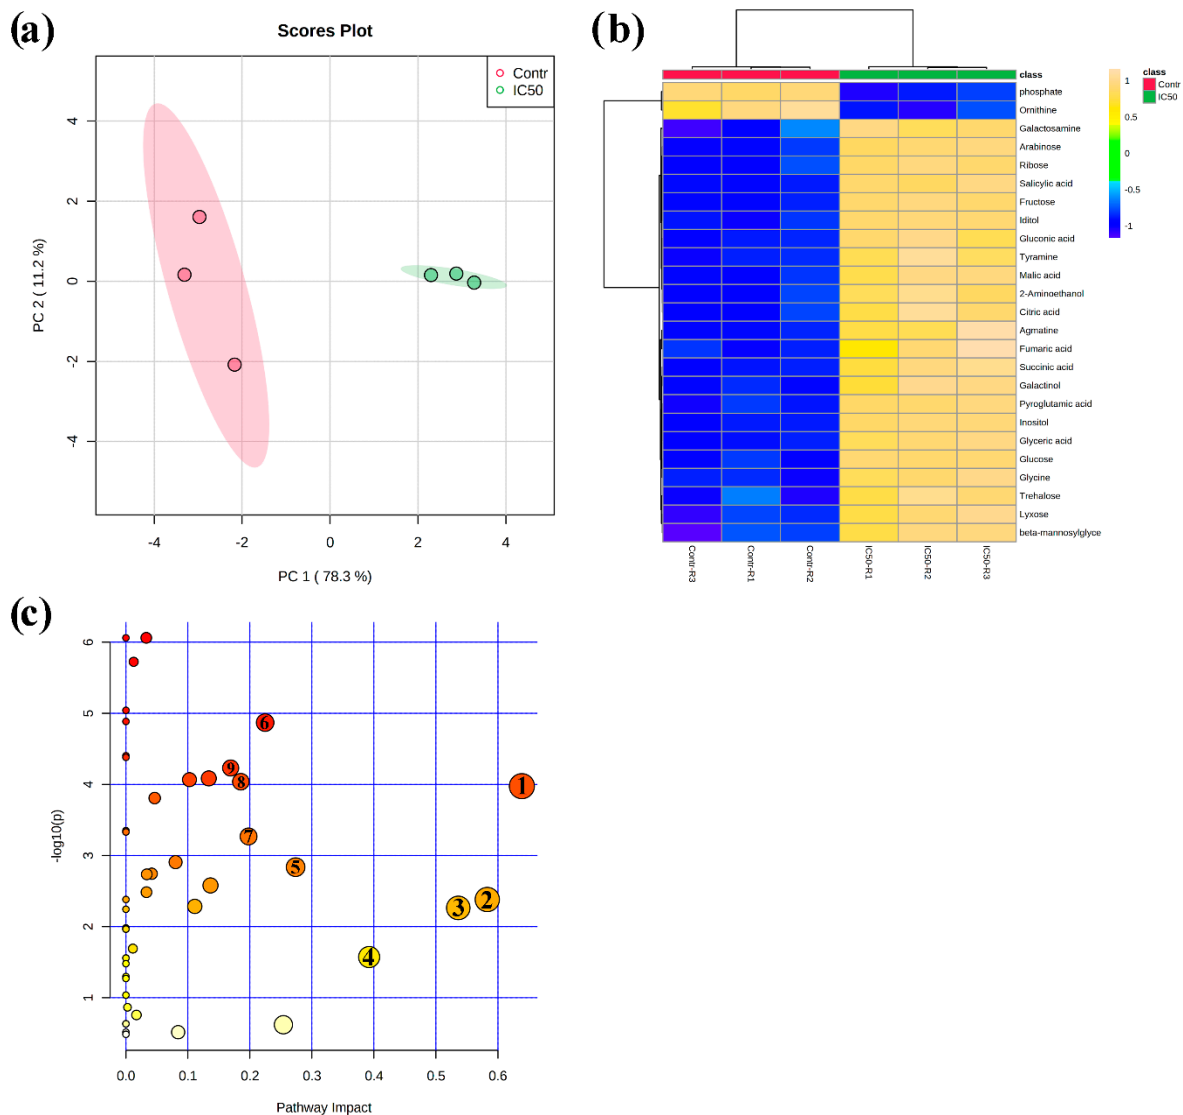 (a)
Scores Plot
Contr
IC50
PC 2 ( 11.2 %)
4
2
0
-2
-4
-4
-2
0
2
4
PC 1 ( 78.3 %)
(b)
class
phosphate
Ornithine
Galactosamine
Arabinose
Ribose
Salicylic acid
Fructose
Iditol
Gluconic acid
Tyramine
Malic acid
2-Aminoethanol
Citric acid
Agmatine
Fumaric acid
Succinic acid
Galactinol
Pyroglutamic acid
Inositol
Glyceric acid
Glucose
Glycine
Trehalose
Lyxose
beta-mannosylglyce
Contr-R3
Contr-R1
Contr-R2
IC50-R1
IC50-R2
IC50-R3
1
0.5
0
-0.5
-1
class
Contr
IC50
(c)
-log10(p)
6
5
4
3
2
1
6
9
8
1
7
5
2
3
4
0.0
0.1
0.2
0.3
0.4
0.5
0.6
Pathway Impact